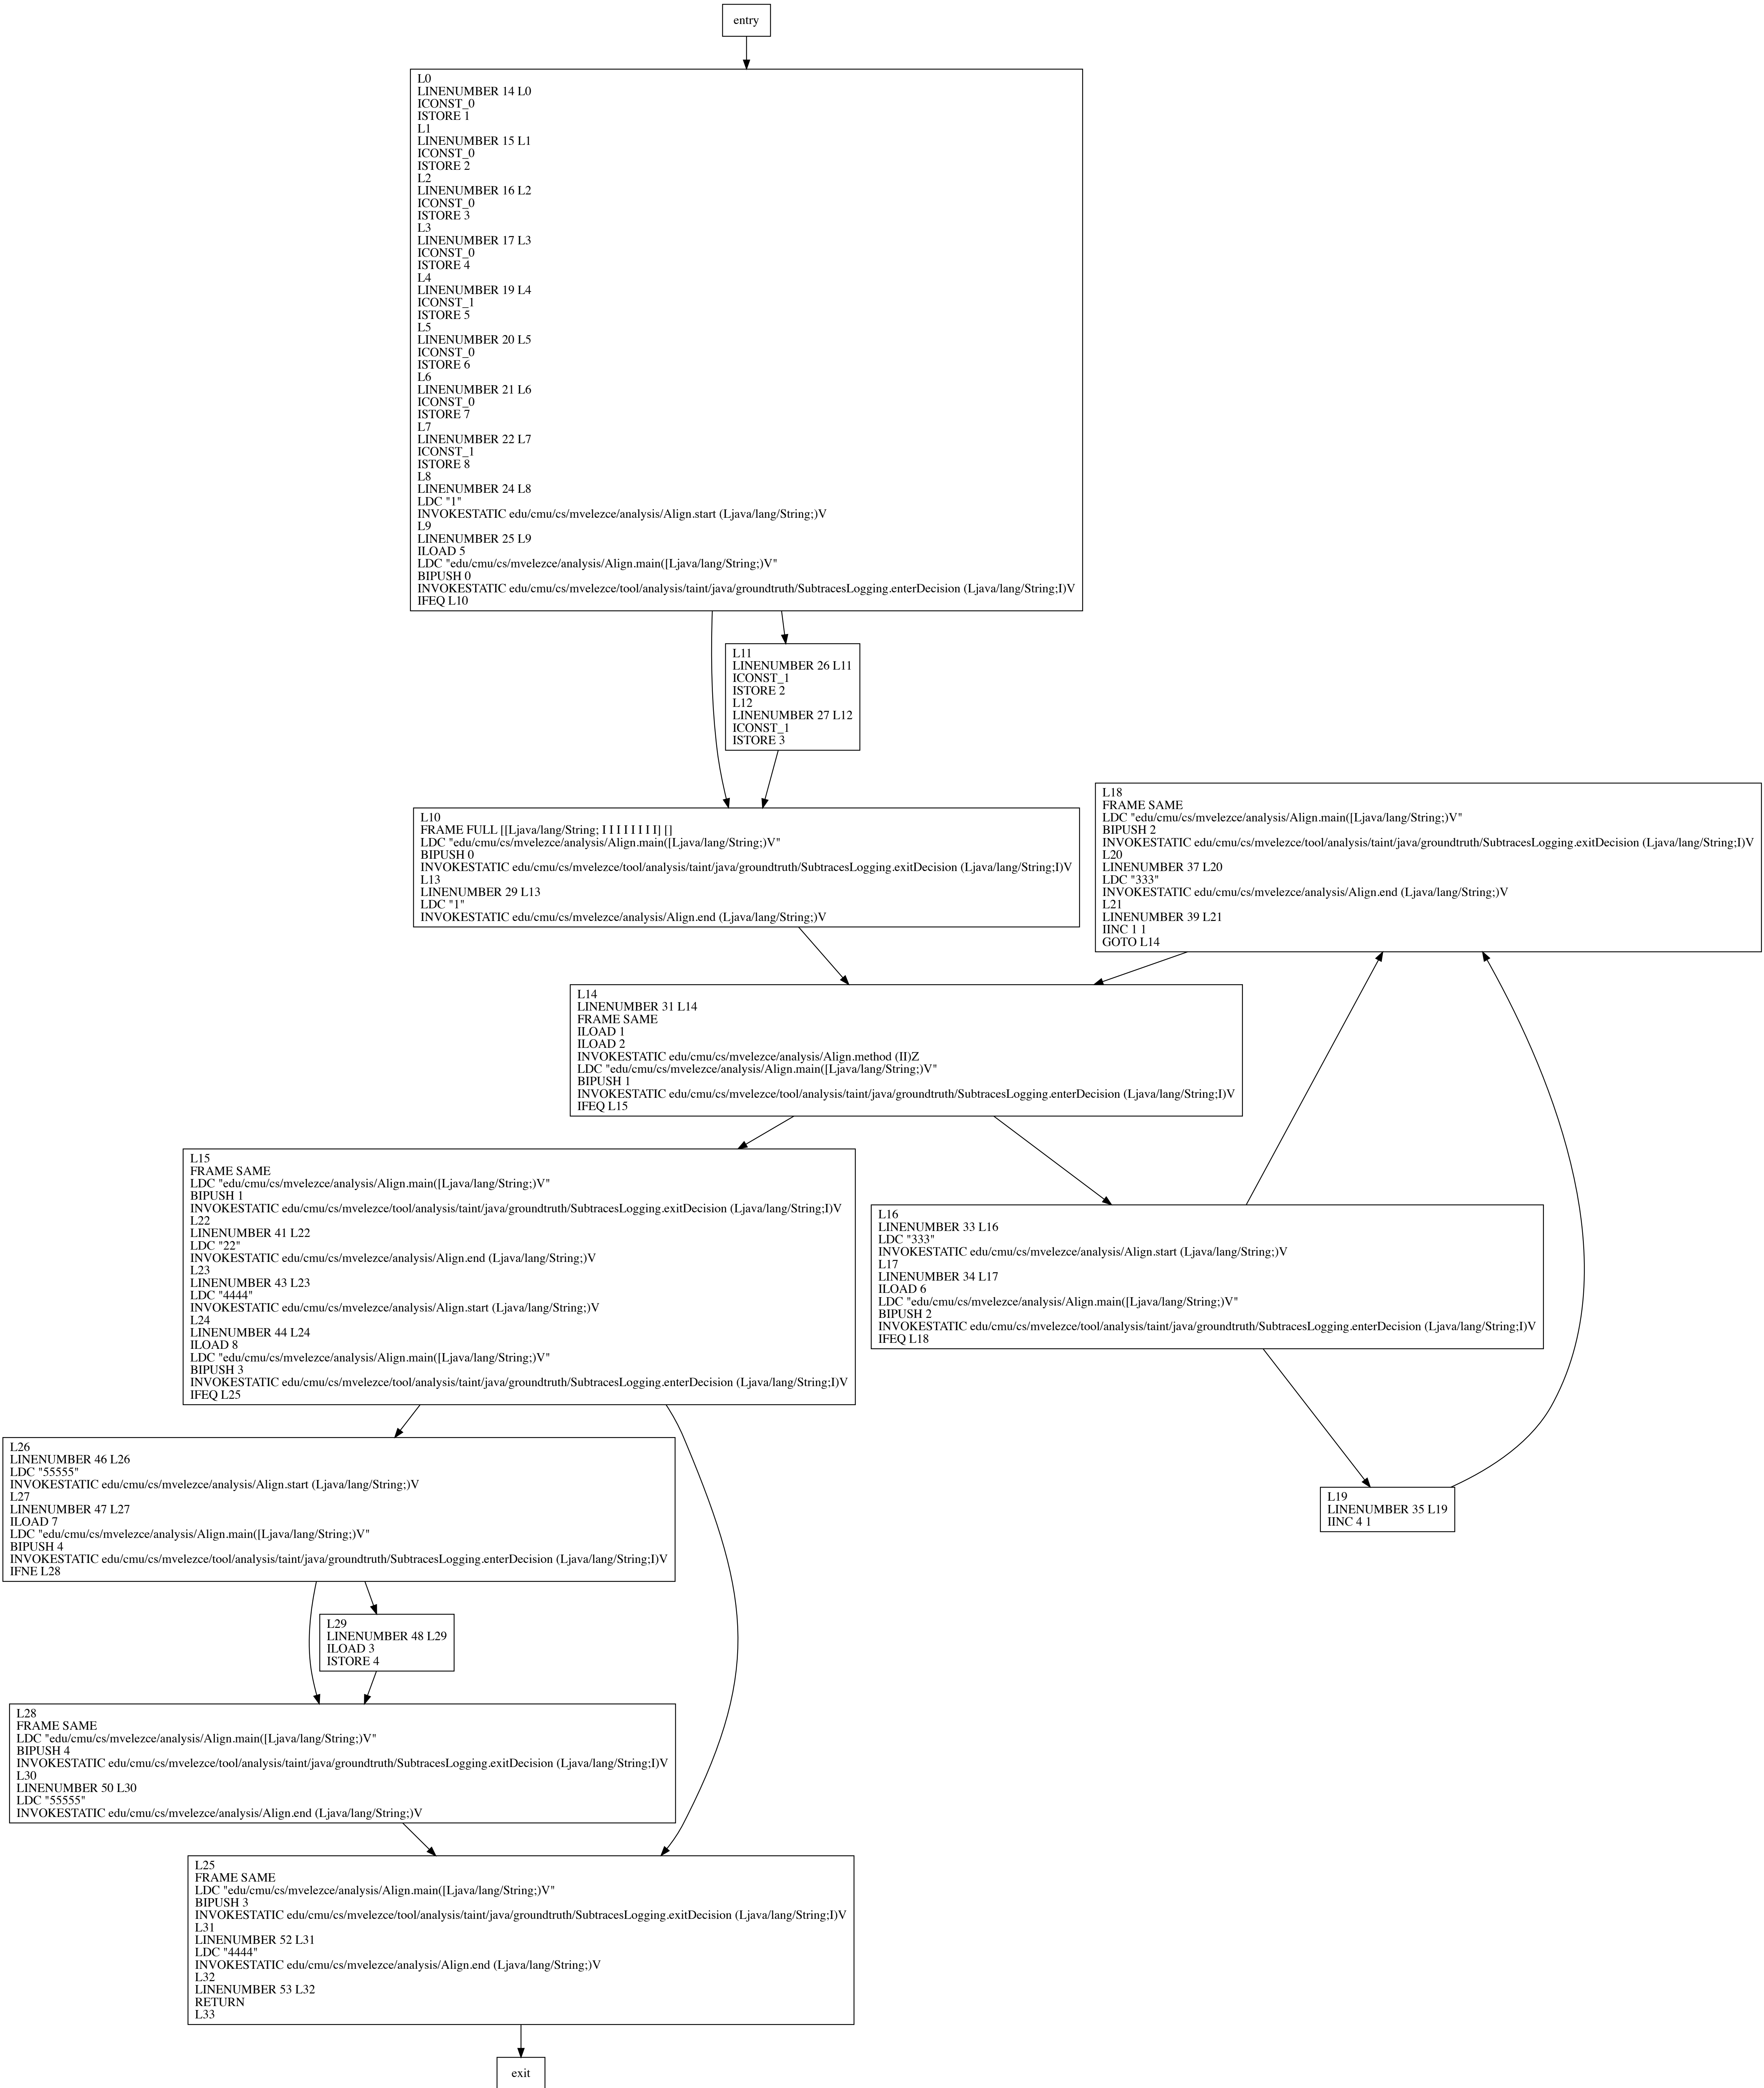 entry
L0
LINENUMBER 14 L0
ICONST_0
ISTORE 1
L1
LINENUMBER 15 L1
ICONST_0
ISTORE 2
L2
LINENUMBER 16 L2
ICONST_0
ISTORE 3
L3
LINENUMBER 17 L3
ICONST_0
ISTORE 4
L4
LINENUMBER 19 L4
ICONST_1
ISTORE 5
L5
LINENUMBER 20 L5
ICONST_0
ISTORE 6
L6
LINENUMBER 21 L6
ICONST_0
ISTORE 7
L7
LINENUMBER 22 L7
ICONST_1
ISTORE 8
L8
LINENUMBER 24 L8
LDC "1"
INVOKESTATIC edu/cmu/cs/mvelezce/analysis/Align.start (Ljava/lang/String;)V
L9
LINENUMBER 25 L9
ILOAD 5
LDC "edu/cmu/cs/mvelezce/analysis/Align.main([Ljava/lang/String;)V"
BIPUSH 0
INVOKESTATIC edu/cmu/cs/mvelezce/tool/analysis/taint/java/groundtruth/SubtracesLogging.enterDecision (Ljava/lang/String;I)V
IFEQ L10
L11
LINENUMBER 26 L11
ICONST_1
ISTORE 2
L12
LINENUMBER 27 L12
ICONST_1
ISTORE 3
L10
FRAME FULL [[Ljava/lang/String; I I I I I I I I] []
LDC "edu/cmu/cs/mvelezce/analysis/Align.main([Ljava/lang/String;)V"
BIPUSH 0
INVOKESTATIC edu/cmu/cs/mvelezce/tool/analysis/taint/java/groundtruth/SubtracesLogging.exitDecision (Ljava/lang/String;I)V
L13
LINENUMBER 29 L13
LDC "1"
INVOKESTATIC edu/cmu/cs/mvelezce/analysis/Align.end (Ljava/lang/String;)V
L18
FRAME SAME
LDC "edu/cmu/cs/mvelezce/analysis/Align.main([Ljava/lang/String;)V"
BIPUSH 2
INVOKESTATIC edu/cmu/cs/mvelezce/tool/analysis/taint/java/groundtruth/SubtracesLogging.exitDecision (Ljava/lang/String;I)V
L20
LINENUMBER 37 L20
LDC "333"
INVOKESTATIC edu/cmu/cs/mvelezce/analysis/Align.end (Ljava/lang/String;)V
L21
LINENUMBER 39 L21
IINC 1 1
GOTO L14
L14
LINENUMBER 31 L14
FRAME SAME
ILOAD 1
ILOAD 2
INVOKESTATIC edu/cmu/cs/mvelezce/analysis/Align.method (II)Z
LDC "edu/cmu/cs/mvelezce/analysis/Align.main([Ljava/lang/String;)V"
BIPUSH 1
INVOKESTATIC edu/cmu/cs/mvelezce/tool/analysis/taint/java/groundtruth/SubtracesLogging.enterDecision (Ljava/lang/String;I)V
IFEQ L15
L15
FRAME SAME
LDC "edu/cmu/cs/mvelezce/analysis/Align.main([Ljava/lang/String;)V"
BIPUSH 1
INVOKESTATIC edu/cmu/cs/mvelezce/tool/analysis/taint/java/groundtruth/SubtracesLogging.exitDecision (Ljava/lang/String;I)V
L22
LINENUMBER 41 L22
LDC "22"
INVOKESTATIC edu/cmu/cs/mvelezce/analysis/Align.end (Ljava/lang/String;)V
L23
LINENUMBER 43 L23
LDC "4444"
INVOKESTATIC edu/cmu/cs/mvelezce/analysis/Align.start (Ljava/lang/String;)V
L24
LINENUMBER 44 L24
ILOAD 8
LDC "edu/cmu/cs/mvelezce/analysis/Align.main([Ljava/lang/String;)V"
BIPUSH 3
INVOKESTATIC edu/cmu/cs/mvelezce/tool/analysis/taint/java/groundtruth/SubtracesLogging.enterDecision (Ljava/lang/String;I)V
IFEQ L25
L16
LINENUMBER 33 L16
LDC "333"
INVOKESTATIC edu/cmu/cs/mvelezce/analysis/Align.start (Ljava/lang/String;)V
L17
LINENUMBER 34 L17
ILOAD 6
LDC "edu/cmu/cs/mvelezce/analysis/Align.main([Ljava/lang/String;)V"
BIPUSH 2
INVOKESTATIC edu/cmu/cs/mvelezce/tool/analysis/taint/java/groundtruth/SubtracesLogging.enterDecision (Ljava/lang/String;I)V
IFEQ L18
L26
LINENUMBER 46 L26
LDC "55555"
INVOKESTATIC edu/cmu/cs/mvelezce/analysis/Align.start (Ljava/lang/String;)V
L27
LINENUMBER 47 L27
ILOAD 7
LDC "edu/cmu/cs/mvelezce/analysis/Align.main([Ljava/lang/String;)V"
BIPUSH 4
INVOKESTATIC edu/cmu/cs/mvelezce/tool/analysis/taint/java/groundtruth/SubtracesLogging.enterDecision (Ljava/lang/String;I)V
IFNE L28
L19
LINENUMBER 35 L19
IINC 4 1
L29
LINENUMBER 48 L29
ILOAD 3
ISTORE 4
L28
FRAME SAME
LDC "edu/cmu/cs/mvelezce/analysis/Align.main([Ljava/lang/String;)V"
BIPUSH 4
INVOKESTATIC edu/cmu/cs/mvelezce/tool/analysis/taint/java/groundtruth/SubtracesLogging.exitDecision (Ljava/lang/String;I)V
L30
LINENUMBER 50 L30
LDC "55555"
INVOKESTATIC edu/cmu/cs/mvelezce/analysis/Align.end (Ljava/lang/String;)V
L25
FRAME SAME
LDC "edu/cmu/cs/mvelezce/analysis/Align.main([Ljava/lang/String;)V"
BIPUSH 3
INVOKESTATIC edu/cmu/cs/mvelezce/tool/analysis/taint/java/groundtruth/SubtracesLogging.exitDecision (Ljava/lang/String;I)V
L31
LINENUMBER 52 L31
LDC "4444"
INVOKESTATIC edu/cmu/cs/mvelezce/analysis/Align.end (Ljava/lang/String;)V
L32
LINENUMBER 53 L32
RETURN
L33
exit